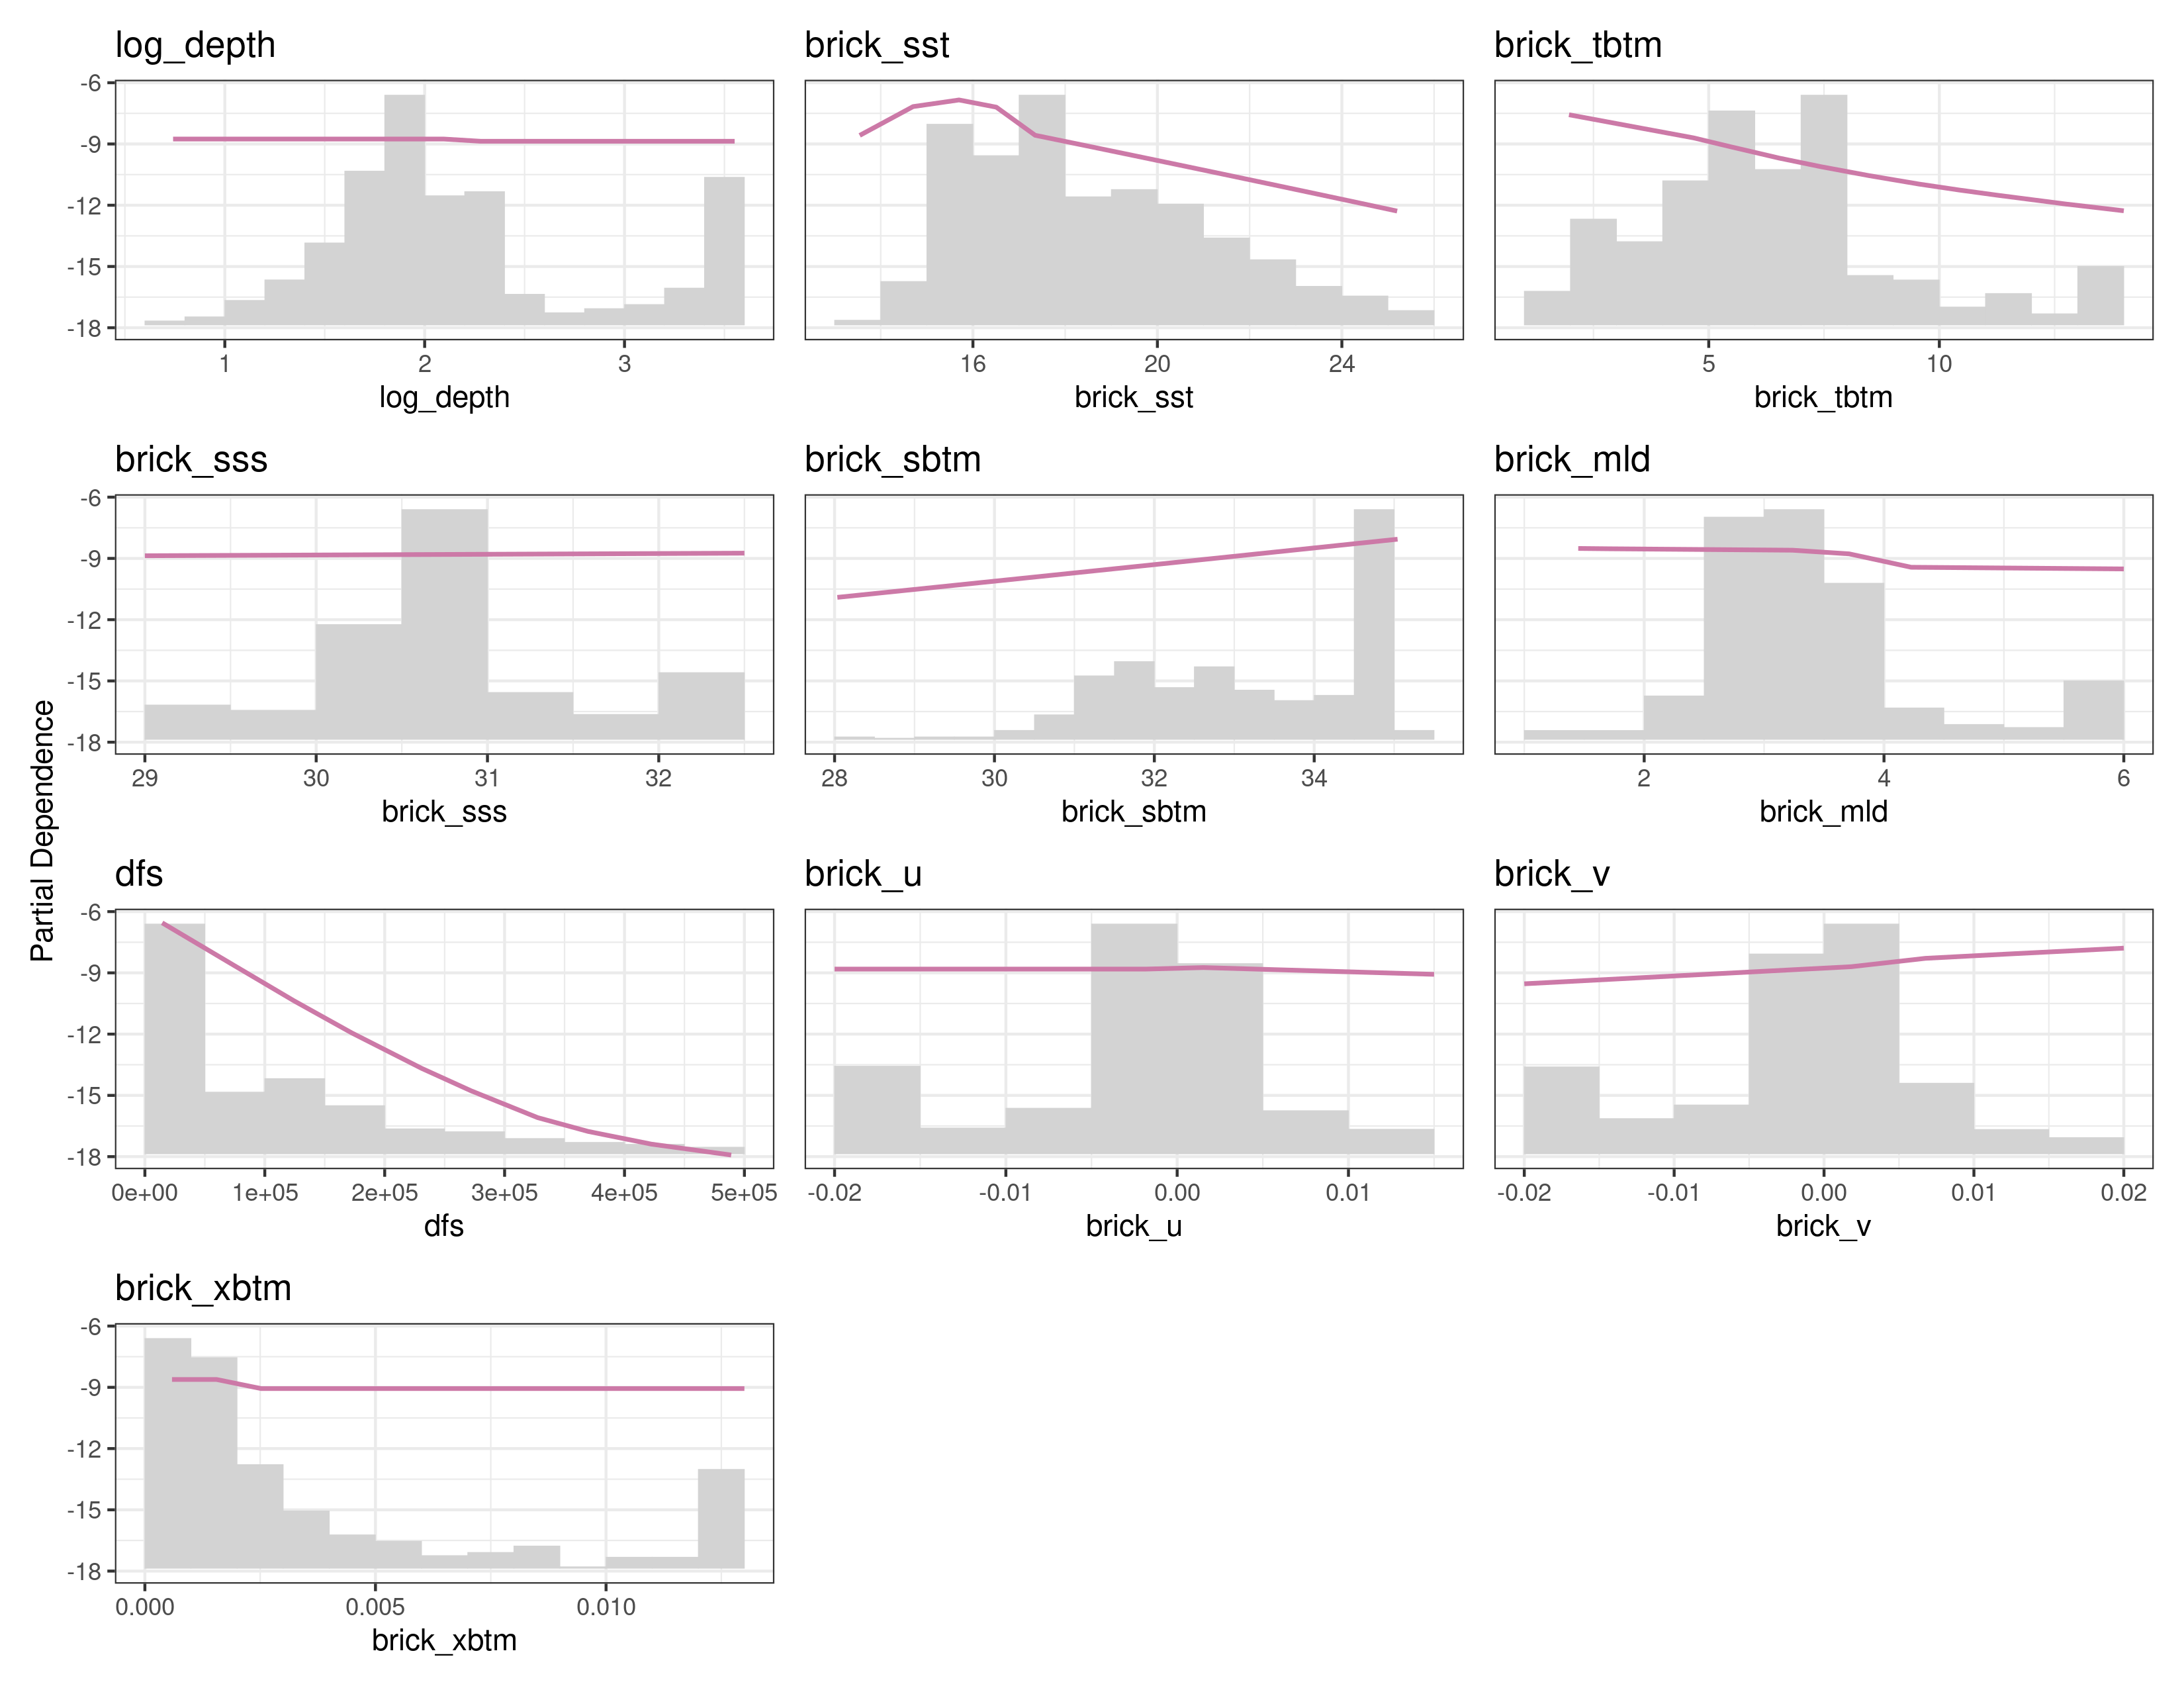 log_depth
brick_sst
brick_tbtm
-6
-9
-12
-15
-18
1 2 3
16 20 24
5 10
log_depth
brick_sst
brick_tbtm
brick_sss
brick_sbtm
brick_mld
-6
-9
-12
-15
-18
29 30 31 32
28 30 32 34
2 4 6
brick_sss
brick_sbtm
brick_mld
Partial Dependence
dfs
brick_u
brick_v
-6
-9
-12
-15
-18
0e+00 1e+05 2e+05 3e+05 4e+05 5e+05
-0.02 -0.01 0.00 0.01
-0.02 -0.01 0.00 0.01 0.02
dfs
brick_u
brick_v
brick_xbtm
-6
-9
-12
-15
-18
0.000 0.005 0.010
brick_xbtm